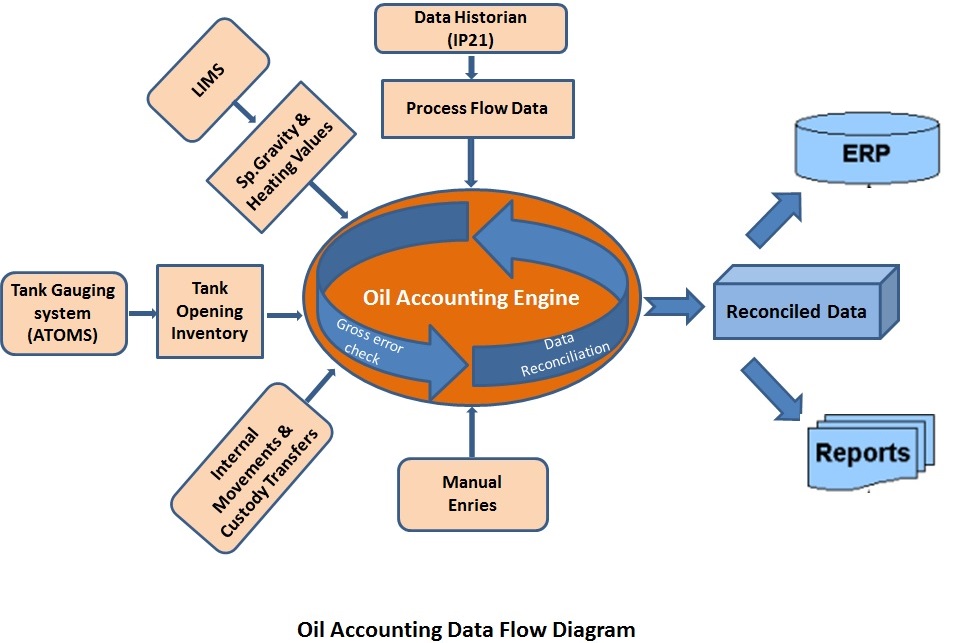 Data Historian
(IP21)
LIMS
Process Flow Data
Sp.Gravity &
Heating Values
ERP
Tank Gauging
system
(ATOMS)
Tank
Opening
Inventory
Oil Accounting Engine
Gross error
check
Data
Reconciliation
Reconciled Data
Internal
Movements &
Custody Transfers
Manual
Enries
Reports
Oil Accounting Data Flow Diagram